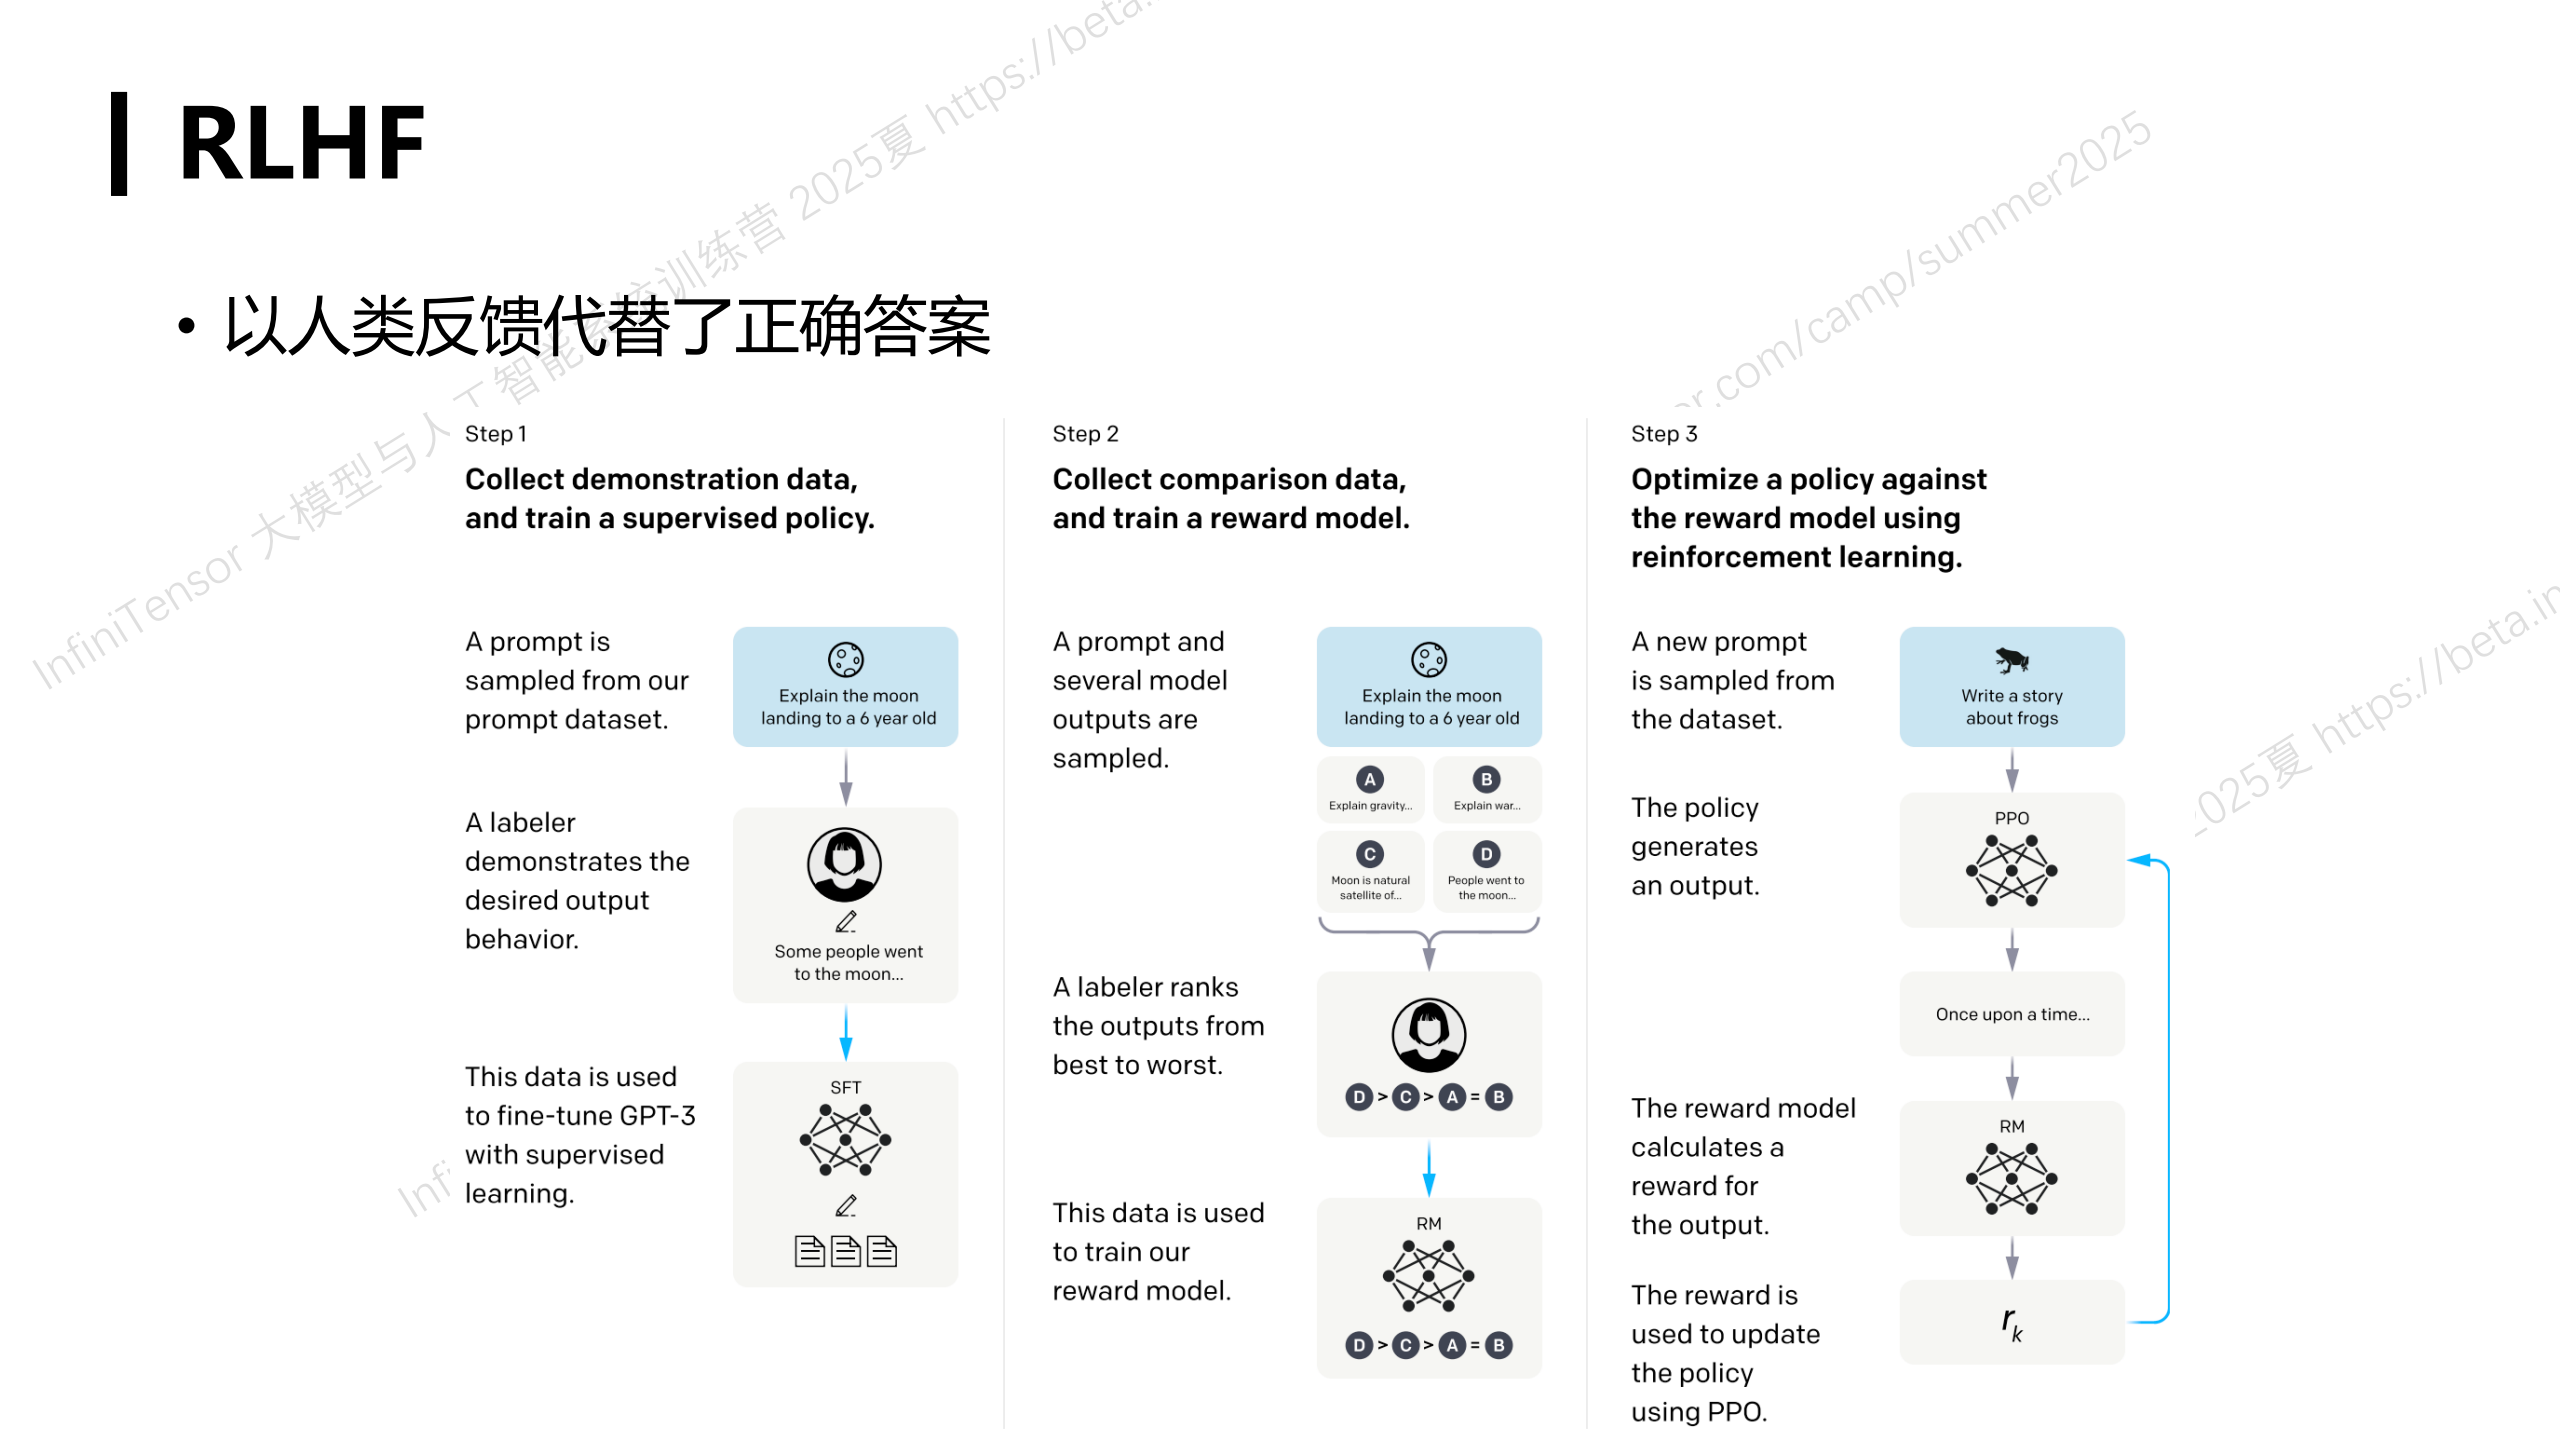 RLHF
• 以人类反馈代替了正确答案
Step 1
Collect demonstration data,
and train a supervised policy.
A prompt is
sampled from our
prompt dataset.
Explain the moon
landing to a 6 year old
A labeler
demonstrates the
desired output
behavior.
Some people went
to the moon...
This data is used
to fine-tune GPT-3
with supervised
learning.
SFT
Step 2
Collect comparison data,
and train a reward model.
A prompt and
several model
outputs are
sampled.
Explain the moon
landing to a 6 year old
A
Explain gravity...
B
Explain war...
C
Moon is natural
satellite of...
D
People went to
the moon...
A labeler ranks
the outputs from
best to worst.
D > C > A = B
This data is used
to train our
reward model.
RM
D > C > A = B
Step 3
Optimize a policy against
the reward model using
reinforcement learning.
A new prompt
is sampled from
the dataset.
Write a story
about frogs
The policy
generates
an output.
PPO
Once upon a time...
The reward model
calculates a
reward for
the output.
RM
The reward is
used to update
the policy
using PPO.
rk
InfiniTensor 大模型与人工智能系统训练营 2025夏 https://beta.
r.com/camp/summer2025
Inf
025夏 https://beta.in